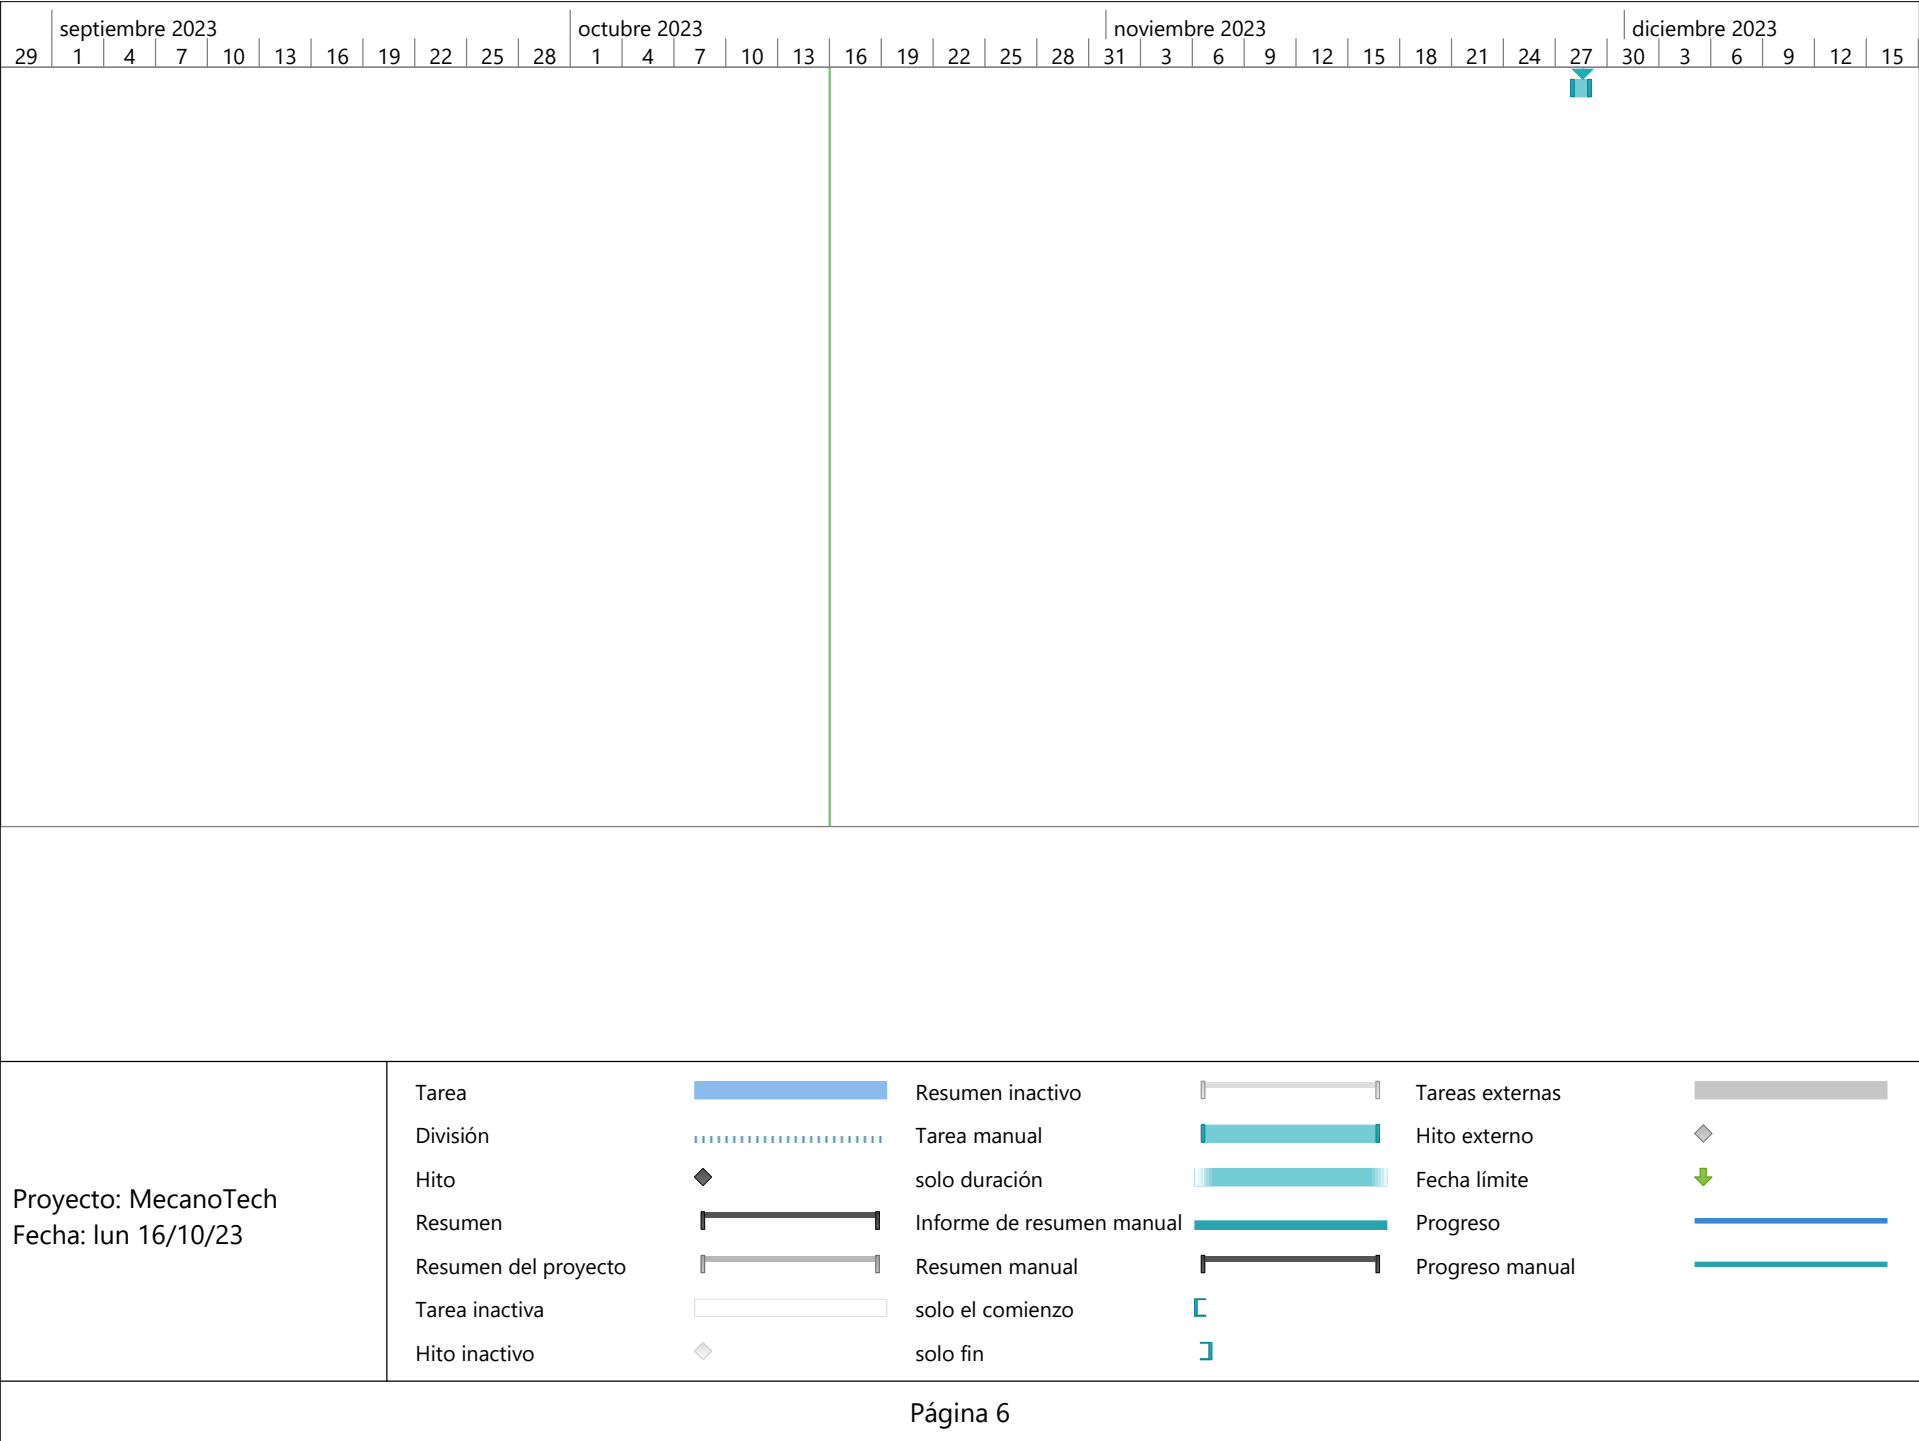 septiembre 2023 octubre 2023 noviembre 2023 diciembre 2023
29 1 4 7 10 13 16 19 22 25 28 1 4 7 10 13 16 19 22 25 28 31 3 6 9 12 15 18 21 24 27 30 3 6 9 12 15
Proyecto: MecanoTech
Fecha: lun 16/10/23
Tarea
División
Hito
Resumen
Resumen del proyecto
Tarea inactiva
Hito inactivo
Resumen inactivo
Tarea manual
solo duración
Informe de resumen manual
Resumen manual
solo el comienzo
solo fin
Tareas externas
Hito externo
Fecha límite
Progreso
Progreso manual
Página 6